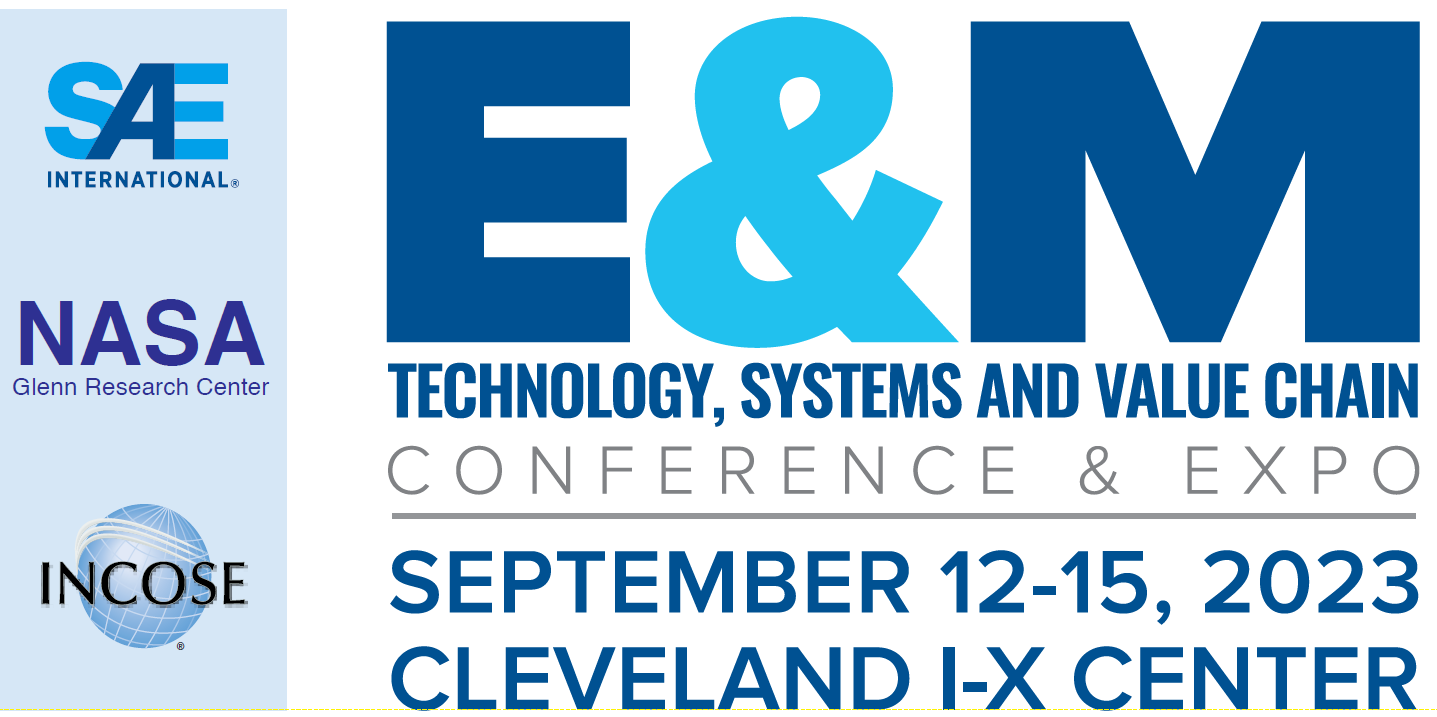 SAE
INTERNATIONAL®
NASA
Glenn Research Center
INCOSE
®
E&M
TECHNOLOGY, SYSTEMS AND VALUE CHAIN
CONFERENCE & EXPO
SEPTEMBER 12-15, 2023
CLEVELAND I-X CENTER